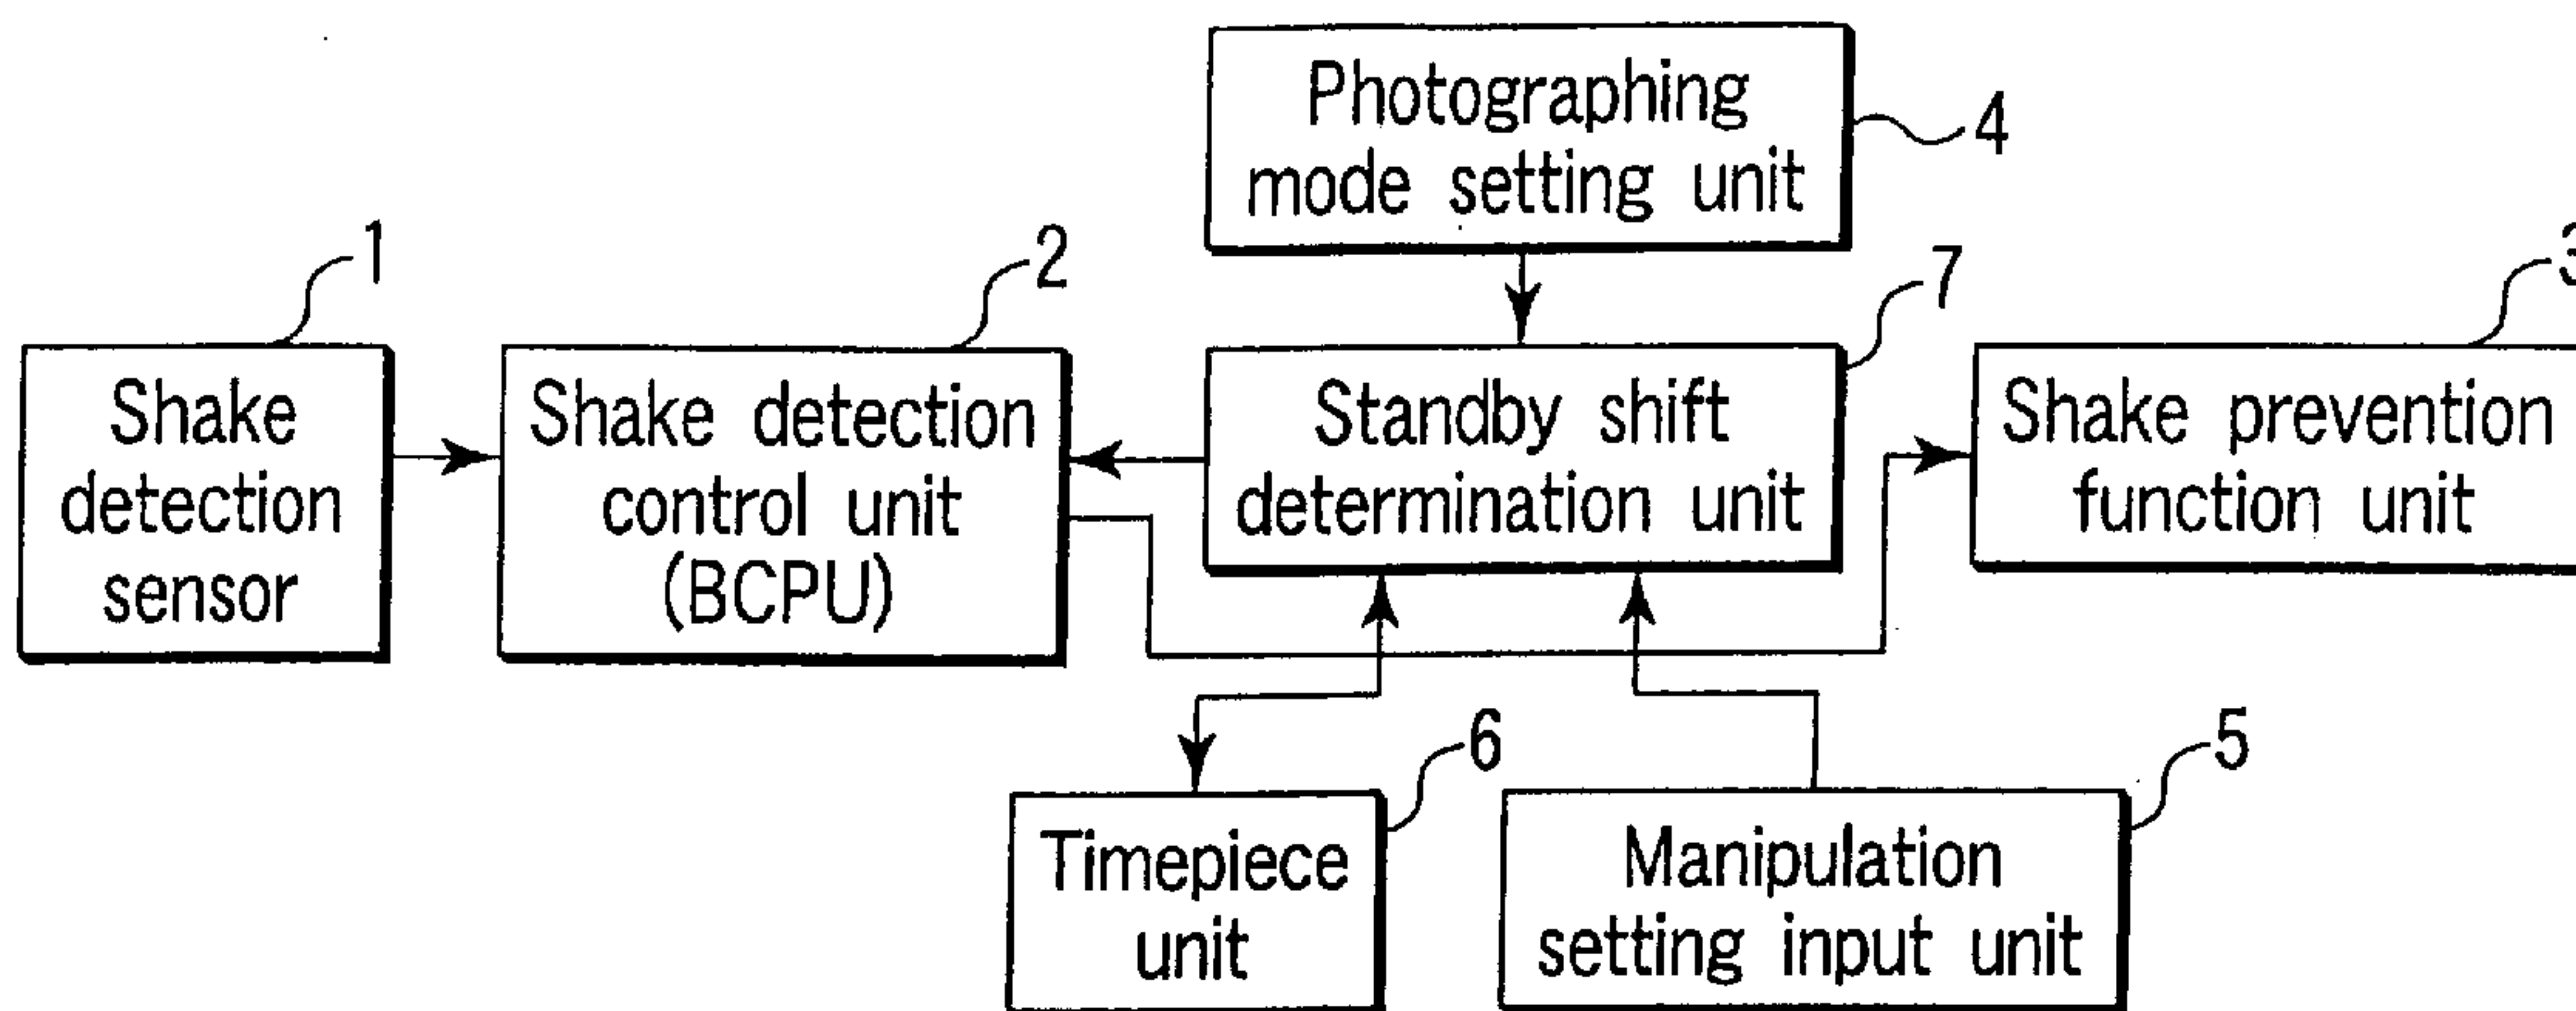 Photographing
mode setting unit
4
1
2
7
3
Shake
detection
sensor
Shake detection
control unit
(BCPU)
Standby shift
determination unit
Shake prevention
function unit
6
5
Timepiece
unit
Manipulation
setting input unit